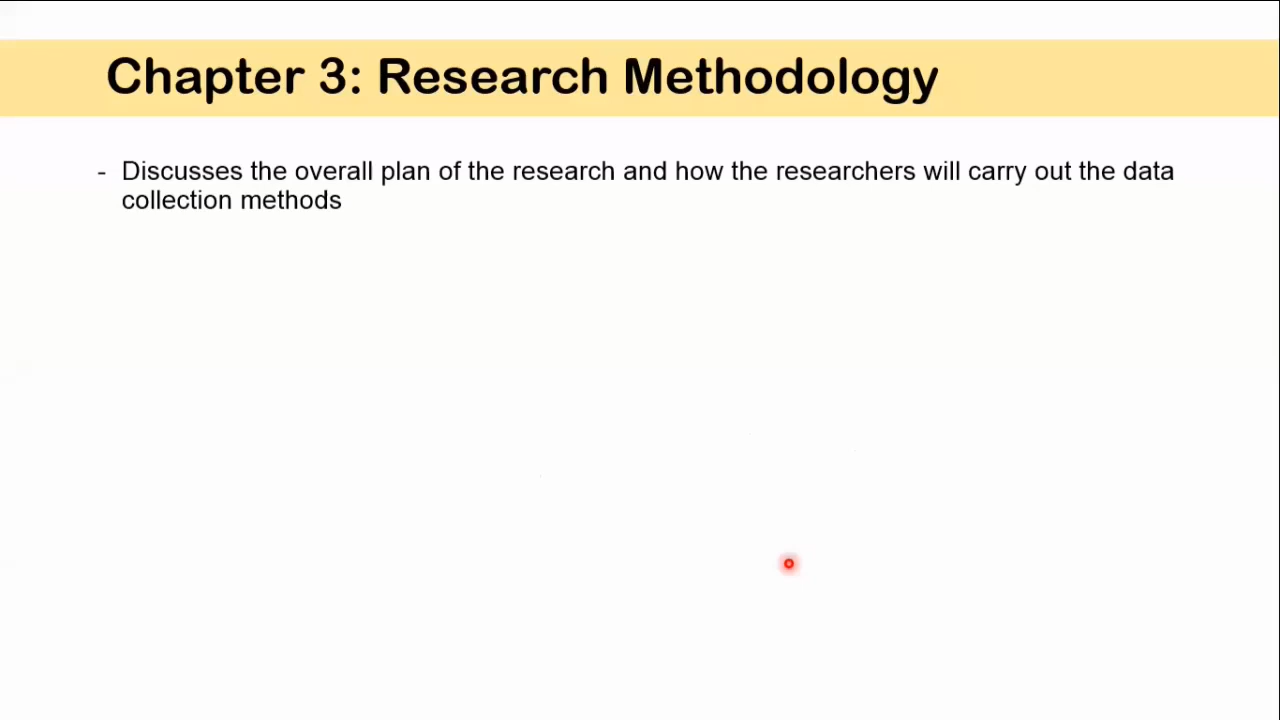 Chapter 3: Research Methodology
- Discusses the overall plan of the research and how the researchers will carry out the data
collection methods